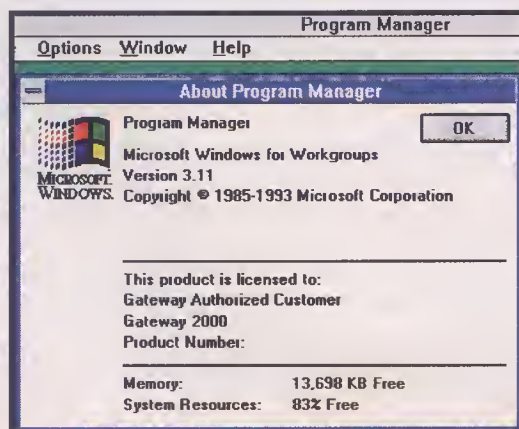 Program Manager
Options Window Help
About Program Manager
Program Manager
OK
Microsoft Windows for Workgroups
Version 3.11
Copyright © 1985-1993 Microsoft Corporation
MICROSOFT.
WINDOWS.
This product is licensed to:
Gateway Authorized Customer
Gateway 2000
Product Number:
Memory: 13,698 KB Free
System Resources: 83% Free